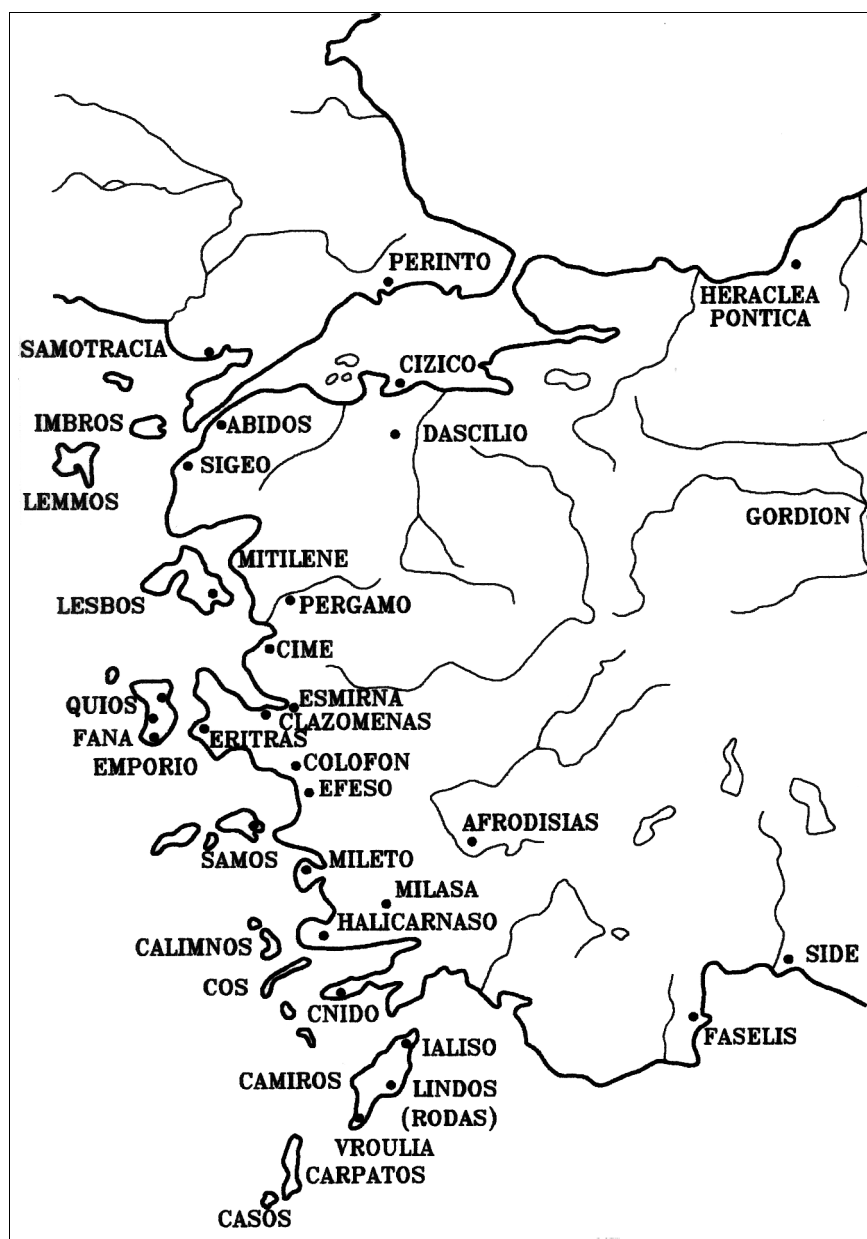 PERINTO
HERACLEA
PONTICA
SAMOTRACIA
CIZICO
IMBROS
ABIDOS
DASCILIO
SIGEO
LEMMOS
GORDION
MITILENE
LESBOS
PERGAMO
CIME
QUIOS
ESMIRNA
CLAZOMENAS
FANA
ERITRAS
EMPORIO
COLOFON
EFESO
AFRODISIAS
SAMOS
MILETO
MILASA
HALICARNASO
CALIMNOS
SIDE
COS
CNIDO
FASELIS
IALISO
CAMIROS
LINDOS
(RODAS)
VROULIA
CARPATOS
CASOS